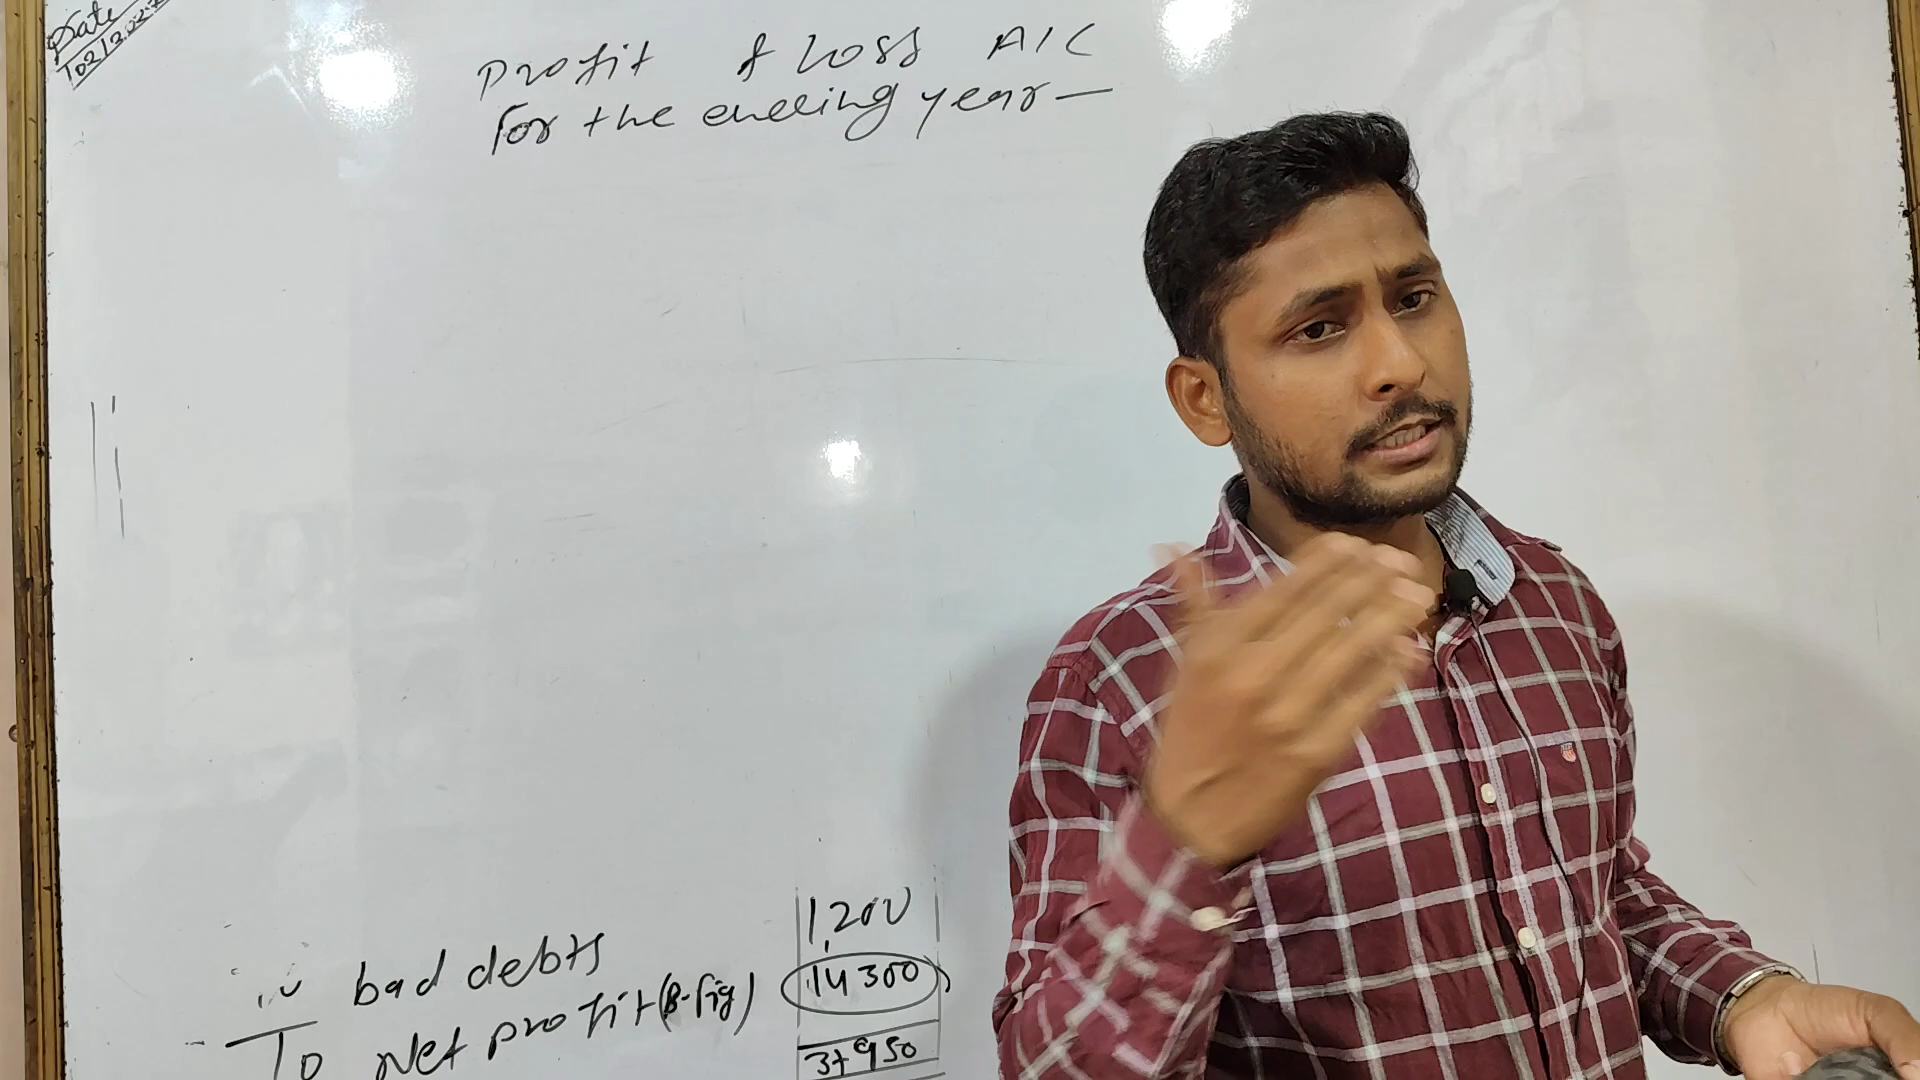 Date
Profit & Loss A/C
For the ending year —
1,200
bad debts
14300
To Net profit (B.fig)
37950